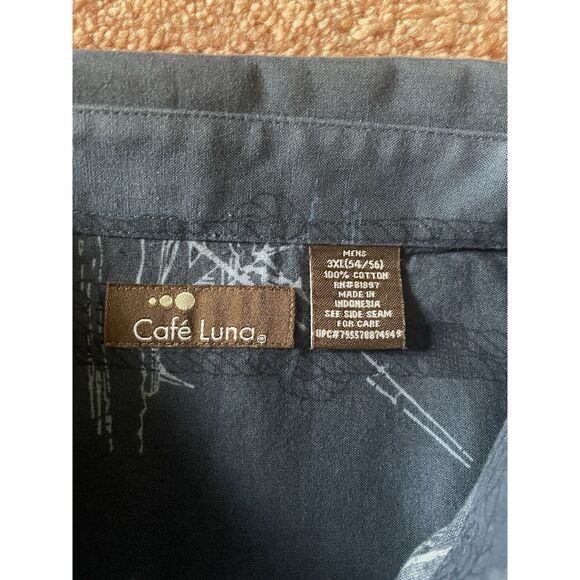 Café Luna®
MENS
3XL(54/56)
100% COTTON
RN#81997
MADE IN
INDONESIA
SEE SIDE SEAM
FOR CARE
UPC#795570874549